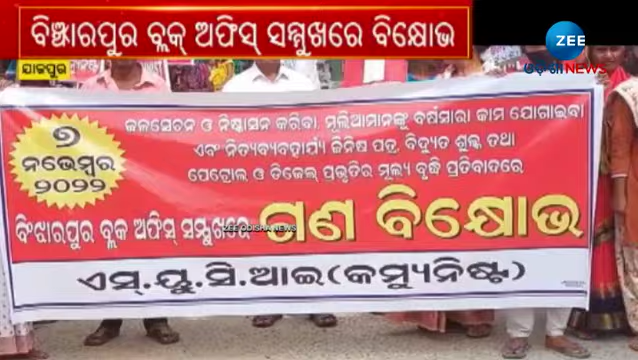 ବିଞ୍ଝାରପୁର ବ୍ଲକ୍ ଅଫିସ୍ ସମ୍ମୁଖରେ ବିକ୍ଷୋଭ
ଯାଜପୁର
ZEE
ଓଡ଼ିଶା NEWS
ଜଳସେଚନ ଓ ନିଷ୍କାସନ କରିବା, ମୂଲିଆମାନଙ୍କୁ ବର୍ଷମାରା କାମ ଯୋଗାଇବା
ଏବଂ ନିତ୍ୟବ୍ୟବହାର୍ଯ୍ୟ ଜିନିଷ ପତ୍ର, ବିଦ୍ୟୁତ ଶୁଳ୍କ ତଥା
ପେଟ୍ରୋଲ ଓ ଡିଜେଲ୍ ପ୍ରଭୃତିର ମୂଲ୍ୟ ବୃଦ୍ଧି ପ୍ରତିବାଦରେ
୭
ନଭେମ୍ବର
୨୦୨୨
ବିଂଝାରପୁର ବ୍ଲକ ଅଫିସ୍ ସମ୍ମୁଖରେ ଗଣ ବିକ୍ଷୋଭ
ZEE ODISHA NEWS
ଏସ୍.ୟୁ.ସି.ଆଇ(କମ୍ୟୁନିଷ୍ଟ)